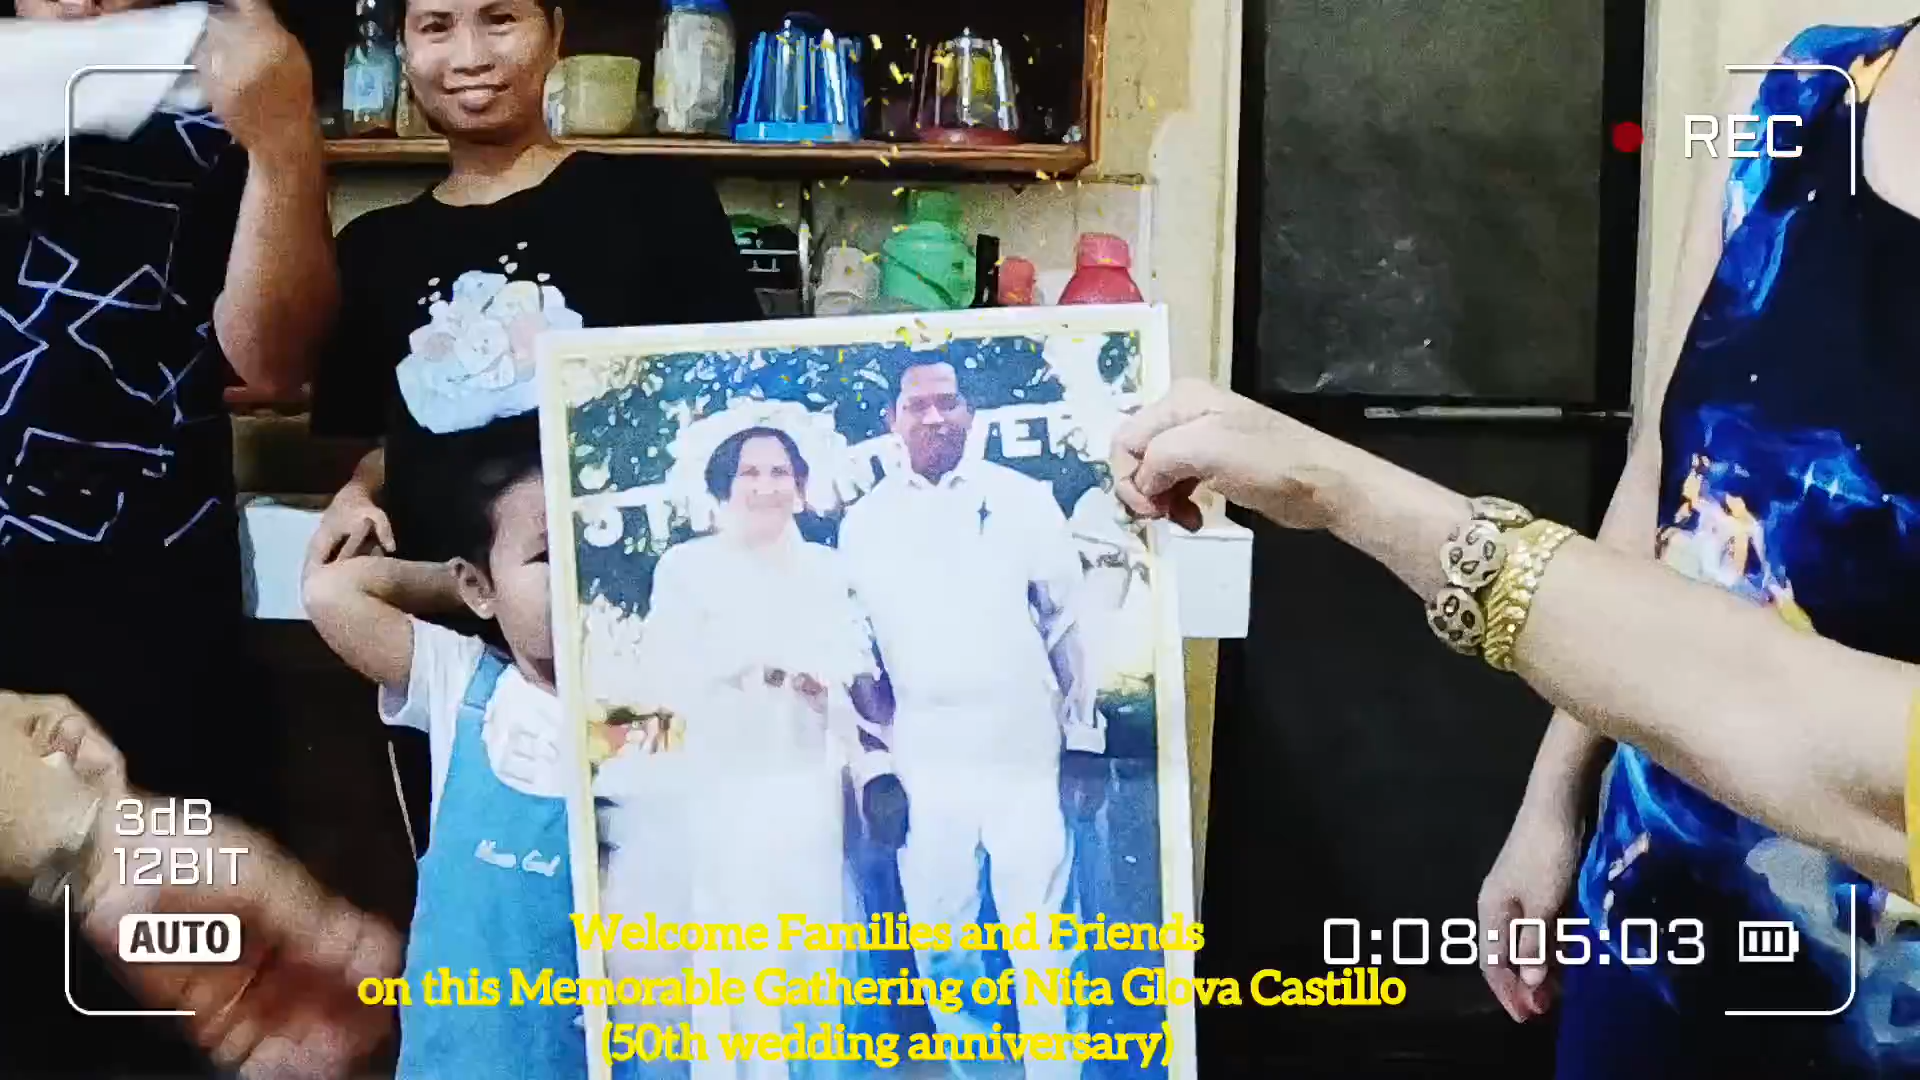 REC
3dB
12BIT
AUTO
0:08:05:03
Welcome Families and Friends
on this Memorable Gathering of Nita Glova Castillo
(50th wedding anniversary)